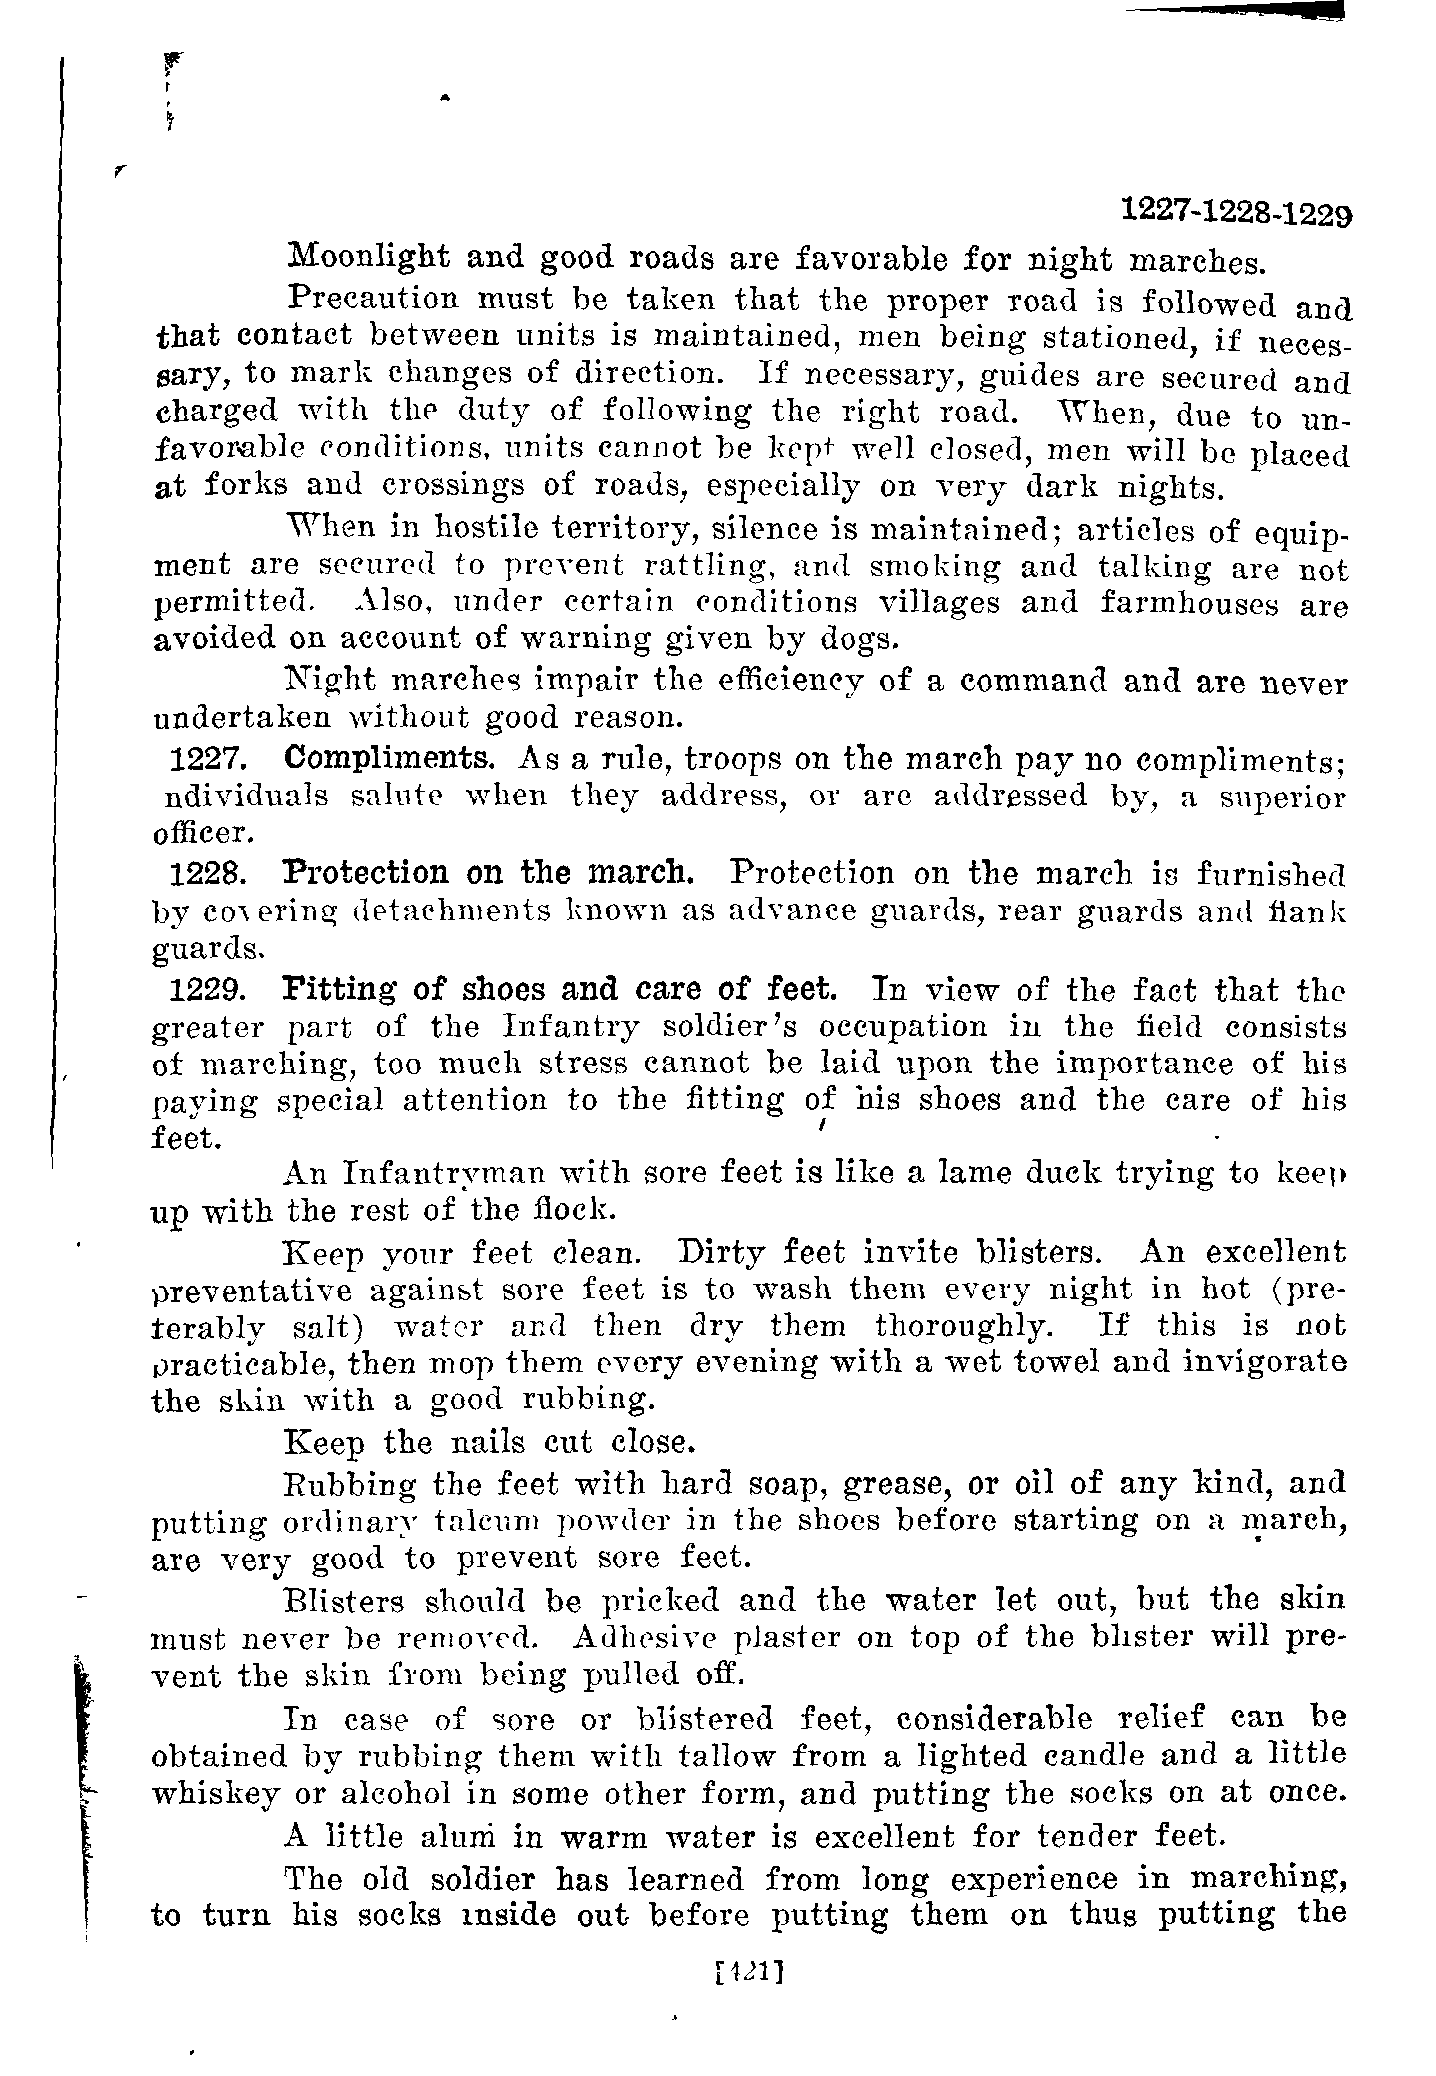 1227-1228-1229
Moonlight and good roads are favorable for night marches.
Precaution must be taken that the proper road is followed and
that contact between units is maintained, men being stationed, if neces-
sary, to mark changes of direction. If necessary, guides are secured and
charged with the duty of following the right road. When, due to un-
favorable conditions, units cannot be kept well closed, men will be placed
at forks and crossings of roads, especially on very dark nights.
When in hostile territory, silence is maintained; articles of equip-
ment are secured to prevent rattling, and smoking and talking are not
permitted. Also, under certain conditions villages and farmhouses are
avoided on account of warning given by dogs.
Night marches impair the efficiency of a command and are never
undertaken without good reason.
1227. Compliments. As a rule, troops on the march pay no compliments;
ndividuals salute when they address, or are addressed by, a superior
officer.
1228. Protection on the march. Protection on the march is furnished
by covering detachments known as advance guards, rear guards and flank
guards.
1229. Fitting of shoes and care of feet. In view of the fact that the
greater part of the Infantry soldier's occupation in the field consists
of marching, too much stress cannot be laid upon the importance of his
paying special attention to the fitting of his shoes and the care of his
feet.
An Infantryman with sore feet is like a lame duck trying to keep
up with the rest of the flock.
Keep your feet clean. Dirty feet invite blisters. An excellent
preventative against sore feet is to wash them every night in hot (pre-
ferably salt) water and then dry them thoroughly. If this is not
practicable, then mop them every evening with a wet towel and invigorate
the skin with a good rubbing.
Keep the nails cut close.
Rubbing the feet with hard soap, grease, or oil of any kind, and
putting ordinary talcum powder in the shoes before starting on a march,
are very good to prevent sore feet.
Blisters should be pricked and the water let out, but the skin
must never be removed. Adhesive plaster on top of the blister will pre-
vent the skin from being pulled off.
In case of sore or blistered feet, considerable relief can be
obtained by rubbing them with tallow from a lighted candle and a little
whiskey or alcohol in some other form, and putting the socks on at once.
A little alum in warm water is excellent for tender feet.
The old soldier has learned from long experience in marching,
to turn his socks inside out before putting them on thus putting the
[421]